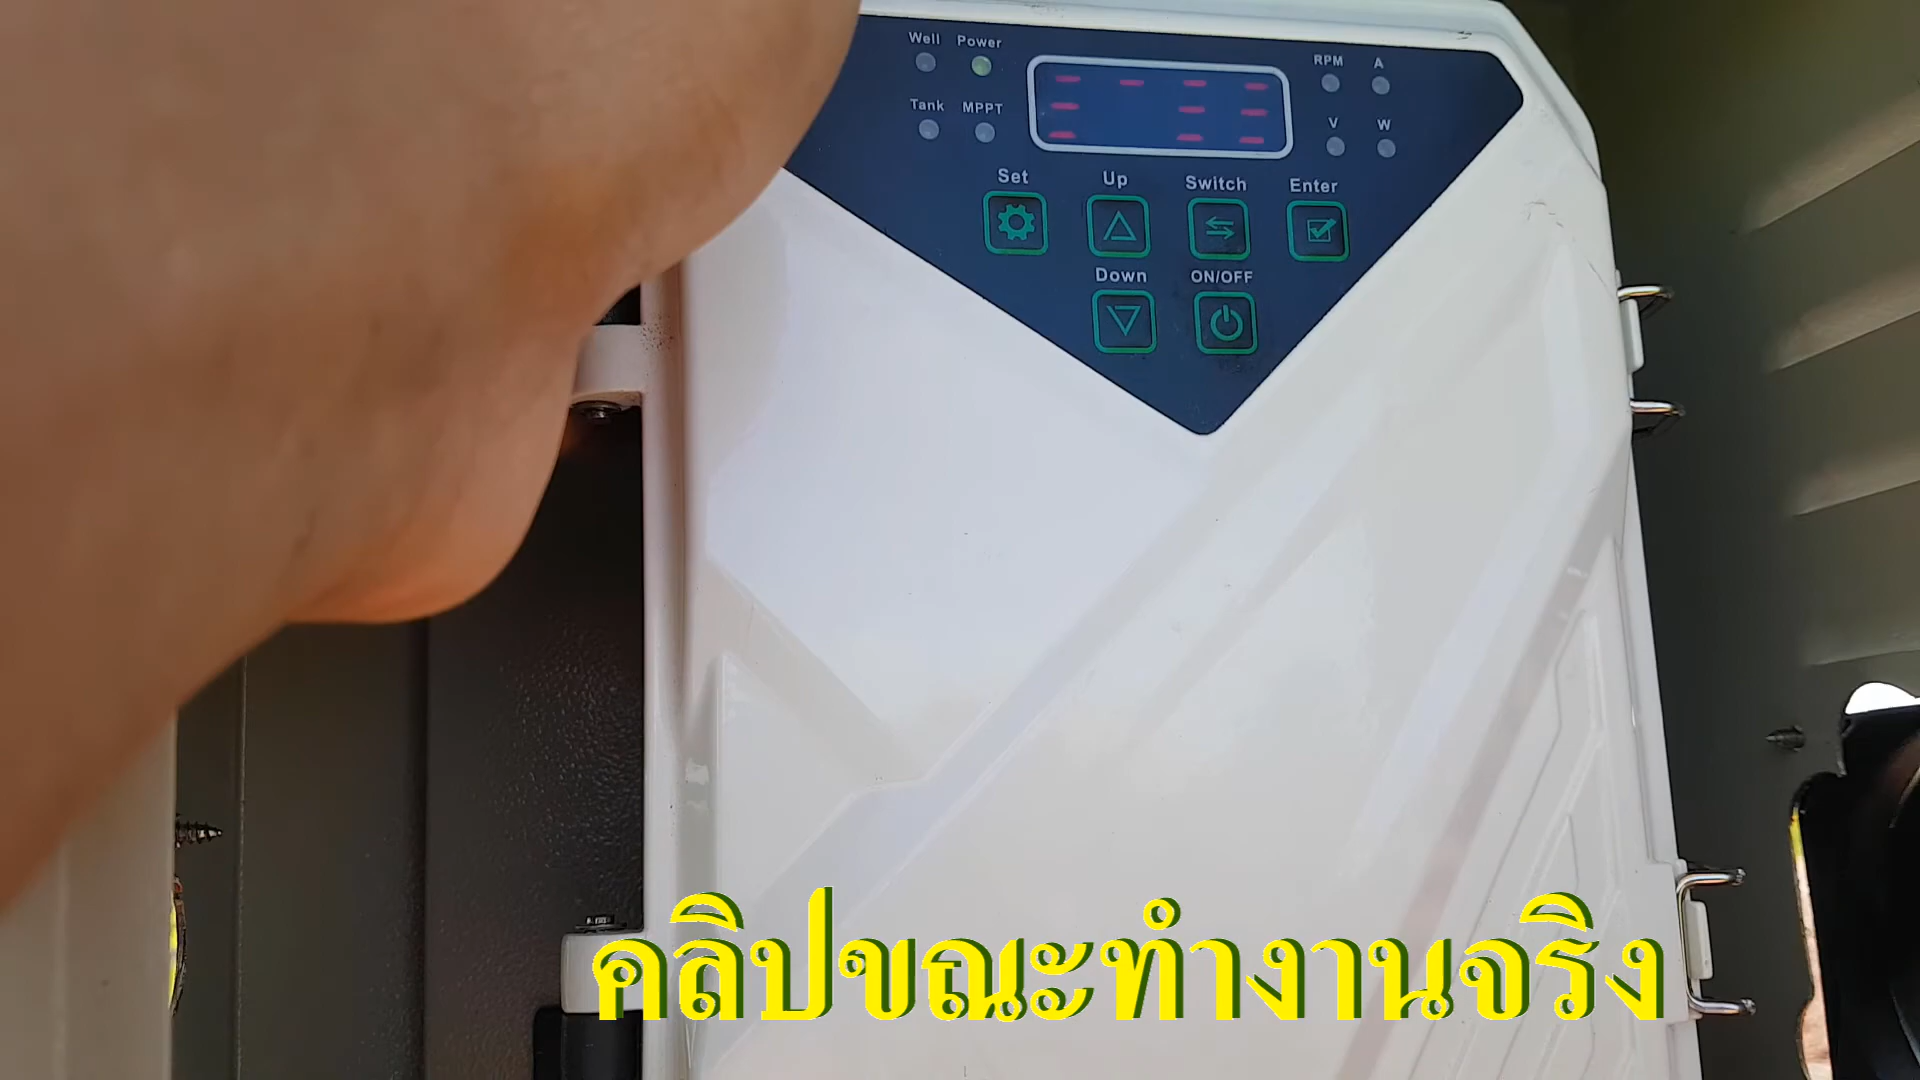 Well Power
Tank MPPT
RPM A
V W
Set Up Switch Enter
Down ON/OFF
คลิปขณะทำงานจริง